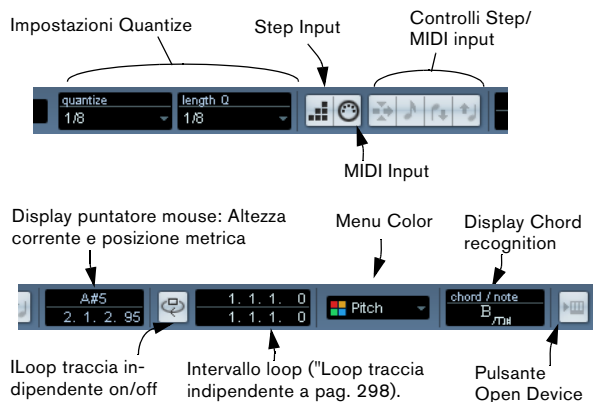 Impostazioni Quantize
Step Input
Controlli Step/
MIDI input
quantize
1/8
length Q
1/8
MIDI Input
Display puntatore mouse: Altezza
corrente e posizione metrica
Menu Color
Display Chord
recognition
A#5
2. 1. 2. 95
1. 1. 1. 0
1. 1. 1. 0
Pitch
chord / note
B
ILoop traccia in-
dipendente on/off
Intervallo loop ("Loop traccia
indipendente a pag. 298).
Pulsante
Open Device